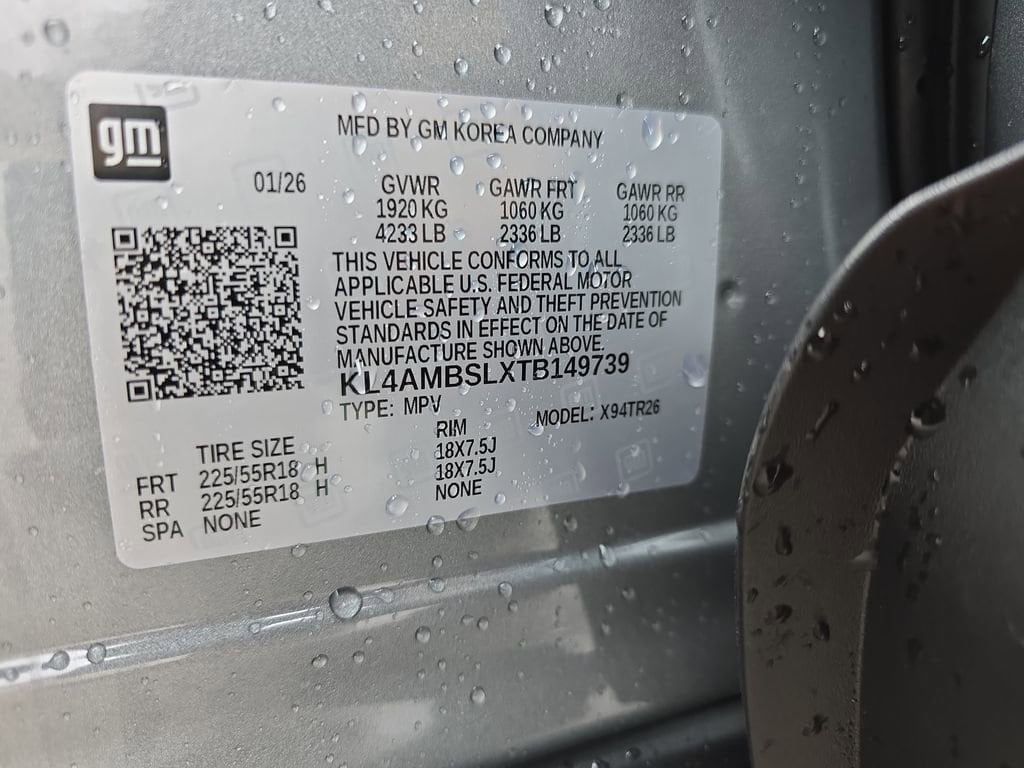 gm
MFD BY GM KOREA COMPANY
01/26 GVWR GAWR FRT GAWR RR
1920 KG 1060 KG 1060 KG
4233 LB 2336 LB 2336 LB
THIS VEHICLE CONFORMS TO ALL
APPLICABLE U.S. FEDERAL MOTOR
VEHICLE SAFETY AND THEFT PREVENTION
STANDARDS IN EFFECT ON THE DATE OF
MANUFACTURE SHOWN ABOVE.
KL4AMBSLXTB149739
TYPE: MPV MODEL: X94TR26
TIRE SIZE RIM
FRT 225/55R18 H 18X7.5J
RR 225/55R18 H 18X7.5J
SPA NONE NONE